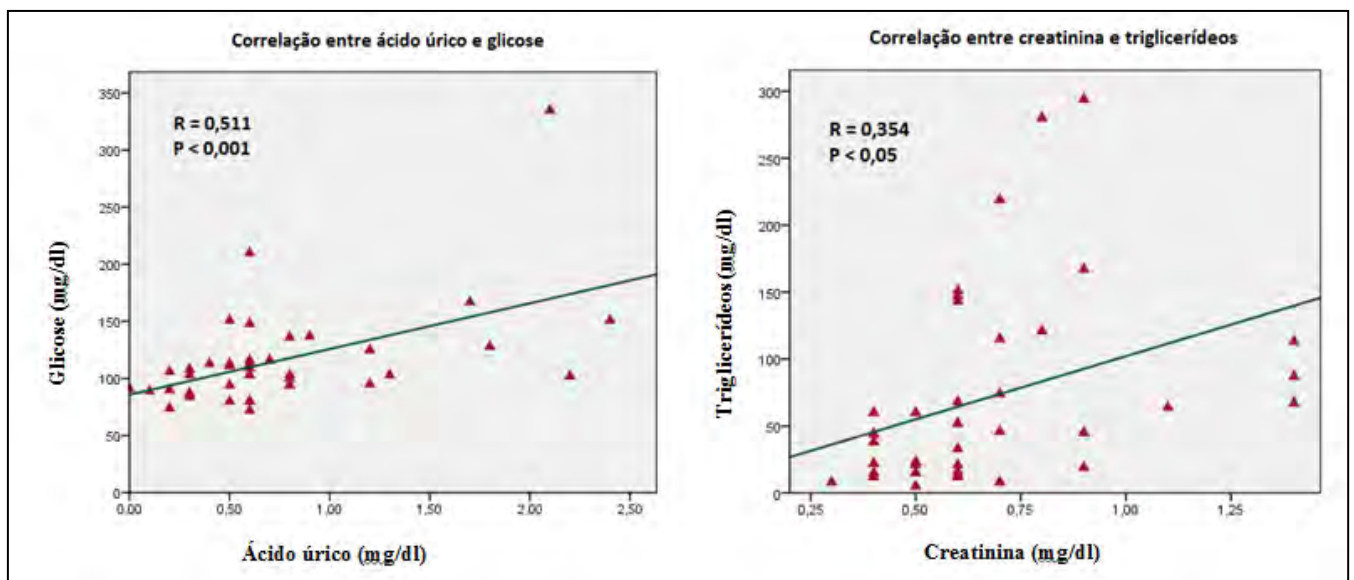 Correlação entre ácido úrico e glicose
350
300
250
200
150
100
50
0
R = 0,511
P < 0,001
Glicose (mg/dl)
0,00 0,50 1,00 1,50 2,00 2,50
Ácido úrico (mg/dl)
Correlação entre creatinina e triglicerídeos
300
250
200
150
100
50
0
R = 0,354
P < 0,05
Triglicerídeos (mg/dl)
0,25 0,50 0,75 1,00 1,25
Creatinina (mg/dl)